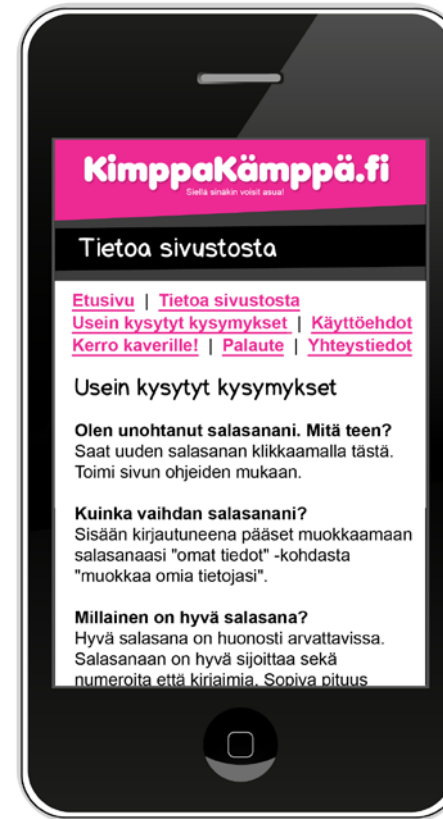 KimppaKämppä.fi
Siellä sinäkin voisit asua!
Tietoa sivustosta
Etusivu | Tietoa sivustosta
Usein kysytyt kysymykset | Käyttöehdot
Kerro kaverille! | Palaute | Yhteystiedot
Usein kysytyt kysymykset
Olen unohtanut salasanani. Mitä teen?
Saat uuden salasanan klikkaamalla tästä.
Toimi sivun ohjeiden mukaan.
Kuinka vaihdan salasanani?
Sisään kirjautuneena pääset muokkaamaan
salasanaasi "omat tiedot" -kohdasta
"muokkaa omia tietojasi".
Millainen on hyvä salasana?
Hyvä salasana on huonosti arvattavissa.
Salasanaan on hyvä sijoittaa sekä
numeroita että kirjaimia. Sopiva pituus